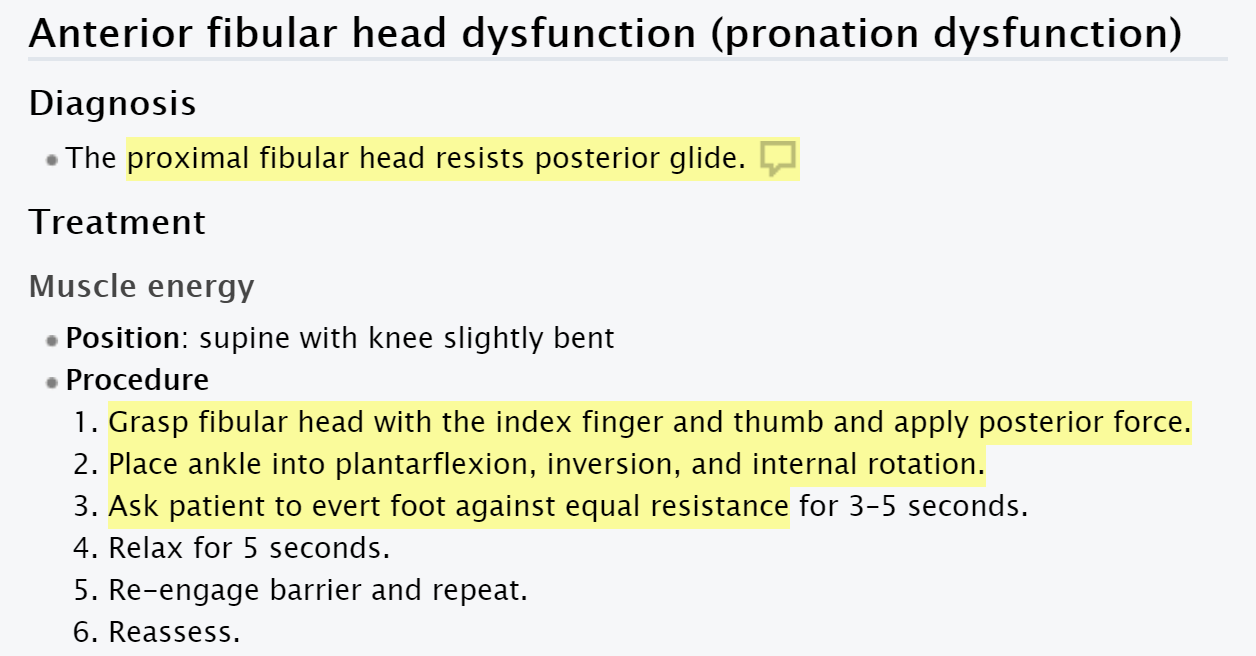 Anterior fibular head dysfunction (pronation dysfunction)
Diagnosis
• The proximal fibular head resists posterior glide.
Treatment
Muscle energy
• Position: supine with knee slightly bent
• Procedure
1. Grasp fibular head with the index finger and thumb and apply posterior force.
2. Place ankle into plantarflexion, inversion, and internal rotation.
3. Ask patient to evert foot against equal resistance for 3–5 seconds.
4. Relax for 5 seconds.
5. Re-engage barrier and repeat.
6. Reassess.